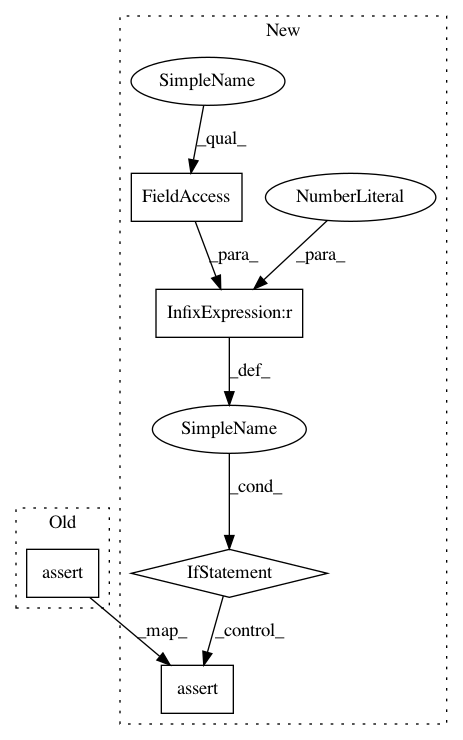 New
SimpleName
_qual_
FieldAccess
NumberLiteral
_para_
_para_
InfixExpression:r
_def_
SimpleName
_cond_
Old
assert
IfStatement
_map_
_control_
assert